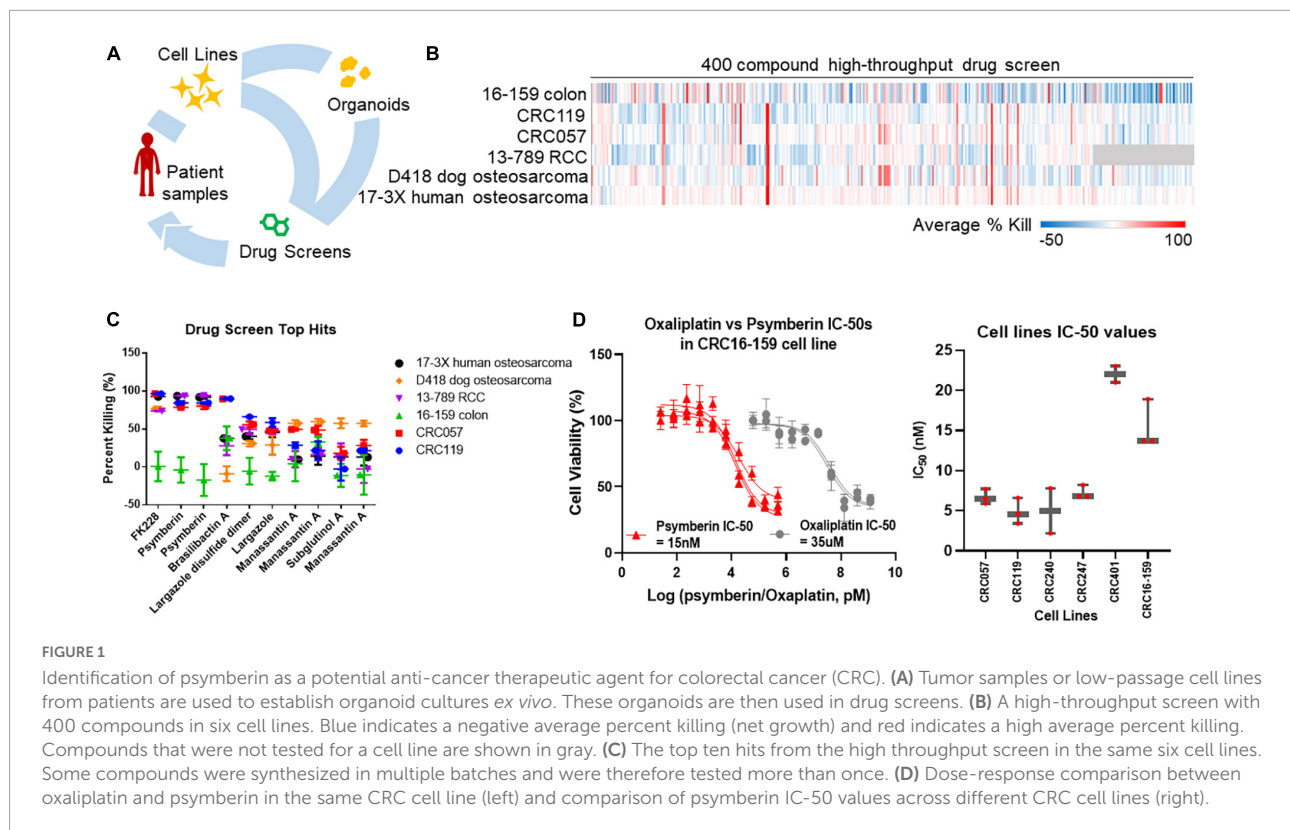 A
Cell Lines
Organoids
Patient
samples
Drug Screens
B
400 compound high-throughput drug screen
16-159 colon
CRC119
CRC057
13-789 RCC
D418 dog osteosarcoma
17-3X human osteosarcoma
Average % Kill
-50
100
C
Drug Screen Top Hits
Percent Killing (%)
150
100
50
0
-50
FK228
Psymberin
Psymberin
Brasilibactin A
Largazole disulfide dimer
Largazole
Manassantin A
Manassantin A
Subglutinol A
Manassantin A
17-3X human osteosarcoma
D418 dog osteosarcoma
13-789 RCC
16-159 colon
CRC057
CRC119
D
Oxaliplatin vs Psymberin IC-50s
in CRC16-159 cell line
Cell Viability (%)
150
100
50
0
0
2
4
6
8
10
Psymberin IC-50
= 15nM
Oxaliplatin IC-50
= 35uM
Log (psymberin/Oxaplatin, pM)
Cell lines IC-50 values
IC50 (nM)
25
20
15
10
5
0
CRC057
CRC119
CRC240
CRC247
CRC401
CRC16-159
Cell Lines
FIGURE 1
Identification of psymberin as a potential anti-cancer therapeutic agent for colorectal cancer (CRC). (A) Tumor samples or low-passage cell lines
from patients are used to establish organoid cultures ex vivo. These organoids are then used in drug screens. (B) A high-throughput screen with
400 compounds in six cell lines. Blue indicates a negative average percent killing (net growth) and red indicates a high average percent killing.
Compounds that were not tested for a cell line are shown in gray. (C) The top ten hits from the high throughput screen in the same six cell lines.
Some compounds were synthesized in multiple batches and were therefore tested more than once. (D) Dose-response comparison between
oxaliplatin and psymberin in the same CRC cell line (left) and comparison of psymberin IC-50 values across different CRC cell lines (right).